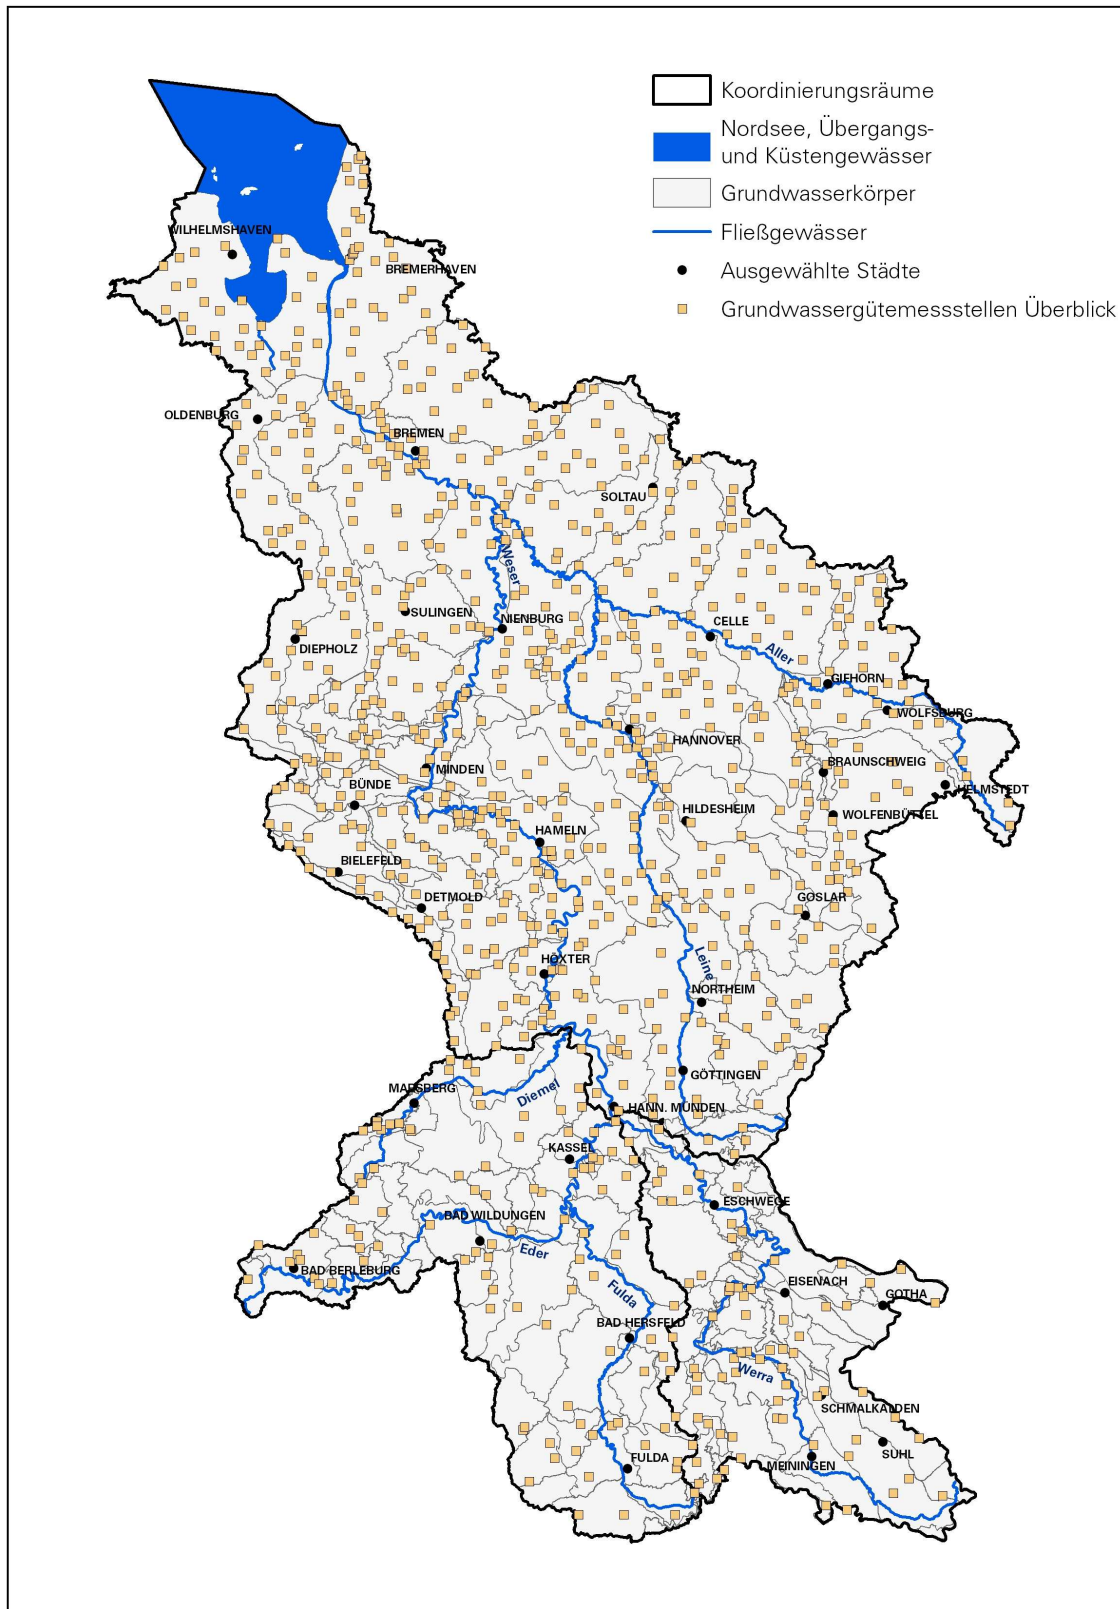 Koordinierungsräume
Nordsee, Übergangs-
und Küstengewässer
Grundwasserkörper
Fließgewässer
Ausgewählte Städte
Grundwassergütemessstellen Überblick
WILHELMSHAVEN
BREMERHAVEN
OLDENBURG
BREMEN
SOLTAU
Weser
SULINGEN
NIENBURG
CELLE
DIEPHOLZ
Aller
GIFHORN
WOLFSBURG
HANNOVER
BRAUNSCHWEIG
MINDEN
BÜNDE
HELMSTEDT
HILDESHEIM
WOLFENBÜTTEL
HAMELN
BIELEFELD
DETMOLD
GOSLAR
Leine
HÖXTER
NORTHEIM
GÖTTINGEN
MARSBERG
Diemel
HANN. MÜNDEN
KASSEL
ESCHWEGE
BAD WILDUNGEN
Eder
BAD BERLEBURG
EISENACH
GOTHA
Fulda
BAD HERSFELD
Werra
SCHMALKALDEN
SUHL
MEININGEN
FULDA